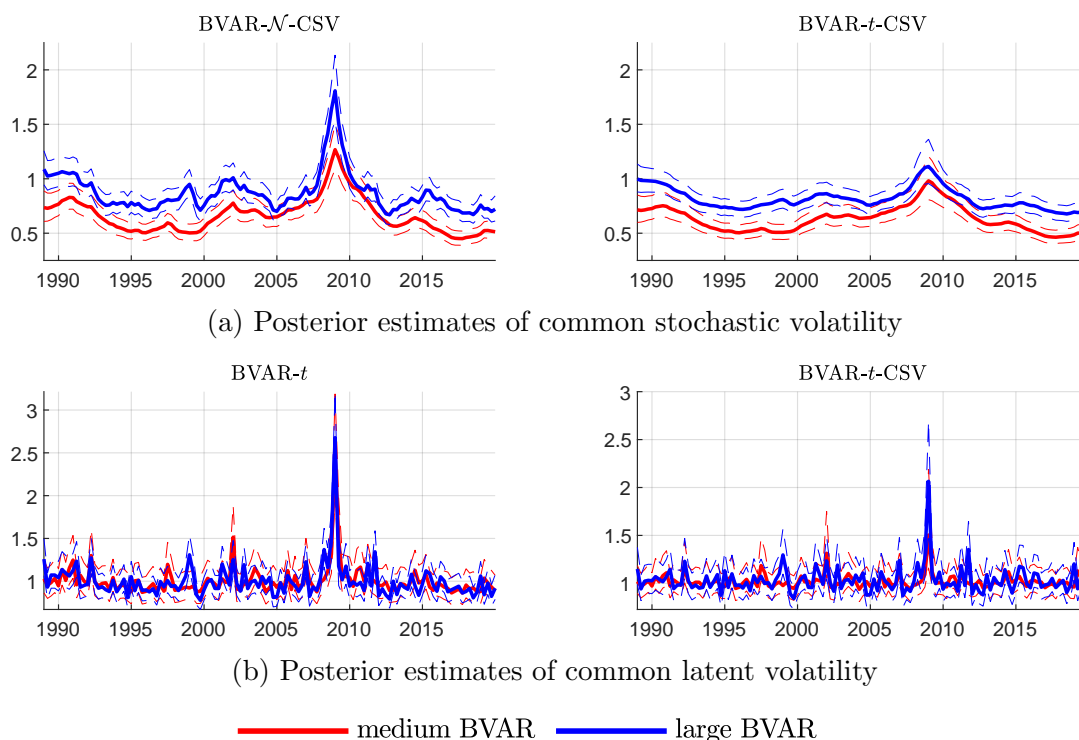 BVAR-𝒩-CSV
BVAR-t-CSV
2
1.5
1
0.5
1990 1995 2000 2005 2010 2015
2
1.5
1
0.5
1990 1995 2000 2005 2010 2015
(a) Posterior estimates of common stochastic volatility
BVAR-t
BVAR-t-CSV
3
2.5
2
1.5
1
1990 1995 2000 2005 2010 2015
3
2.5
2
1.5
1
1990 1995 2000 2005 2010 2015
(b) Posterior estimates of common latent volatility
medium BVAR large BVAR